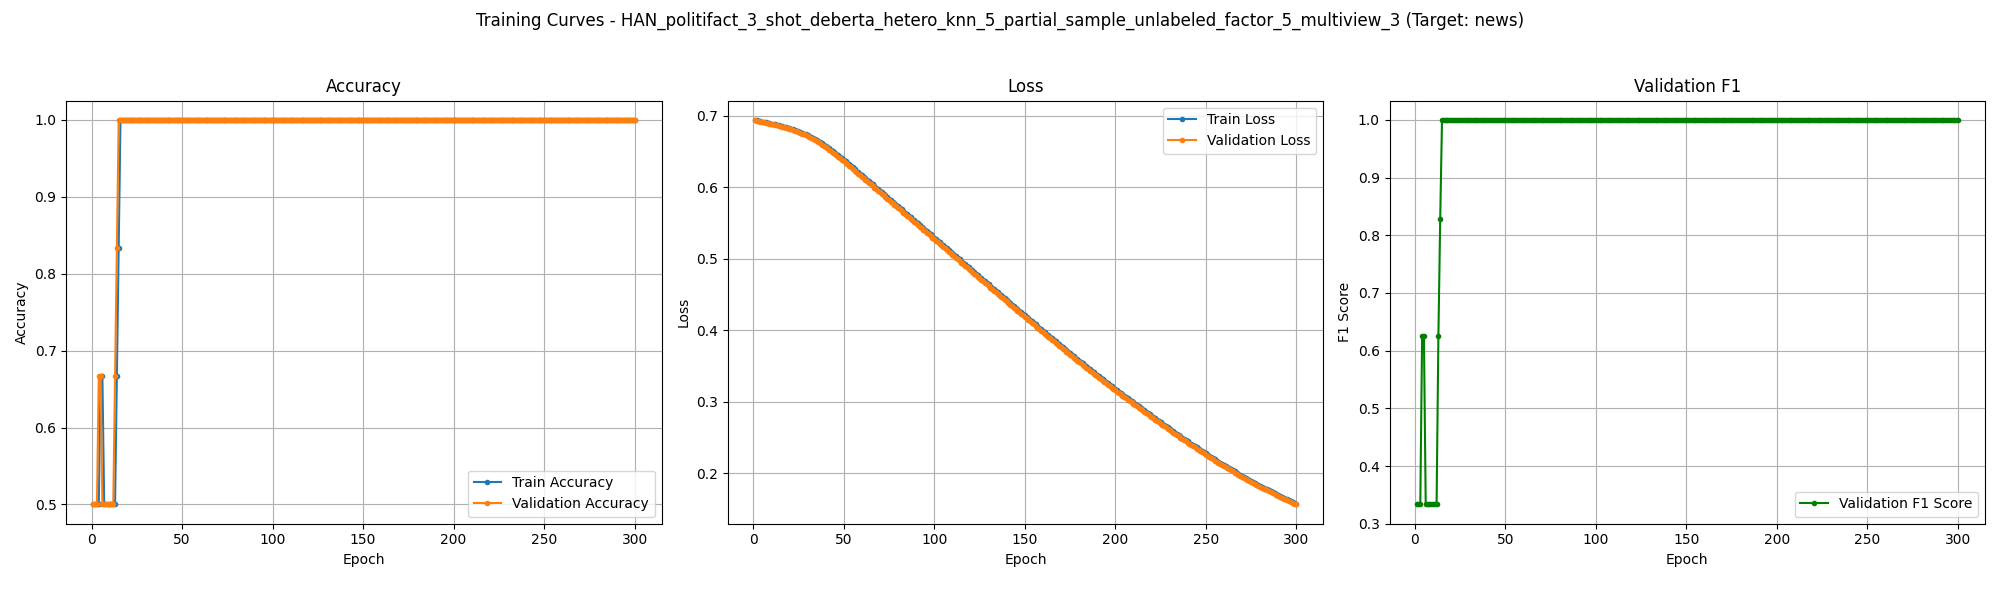 Training Curves - HAN_politifact_3_shot_deberta_hetero_knn_5_partial_sample_unlabeled_factor_5_multiview_3 (Target: news)
Accuracy
Accuracy
1.0
0.9
0.8
0.7
0.6
0.5
Train Accuracy
Validation Accuracy
0 50 100 150 200 250 300
Epoch
Loss
Loss
0.7
0.6
0.5
0.4
0.3
0.2
Train Loss
Validation Loss
0 50 100 150 200 250 300
Epoch
Validation F1
F1 Score
1.0
0.9
0.8
0.7
0.6
0.5
0.4
0.3
Validation F1 Score
0 50 100 150 200 250 300
Epoch